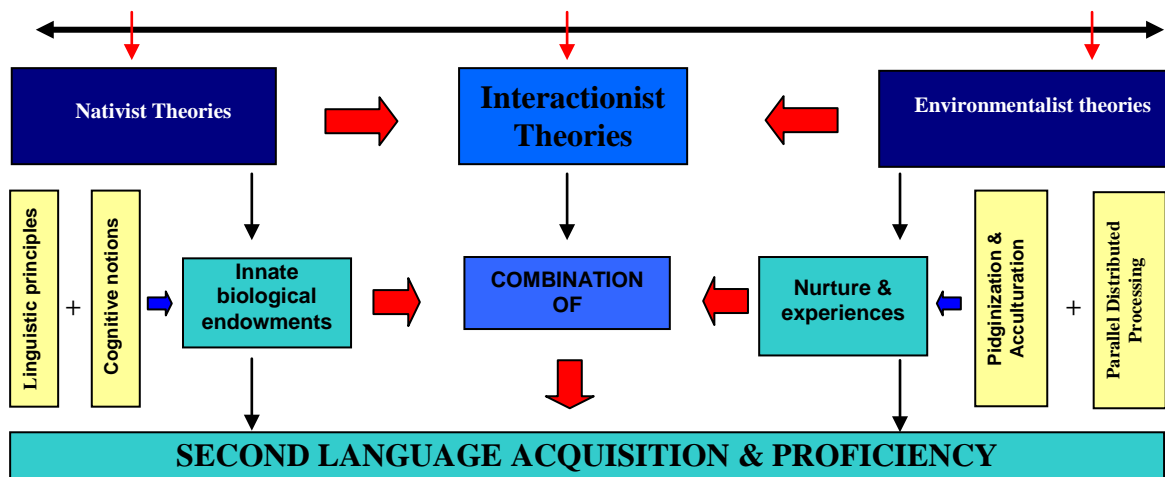 Nativist Theories
Interactionist
Theories
Environmentalist theories
Linguistic principles
+
Cognitive notions
Innate
biological
endowments
COMBINATION
OF
Nurture &
experiences
Pidginization &
Acculturation
+
Parallel Distributed
Processing
SECOND LANGUAGE ACQUISITION & PROFICIENCY